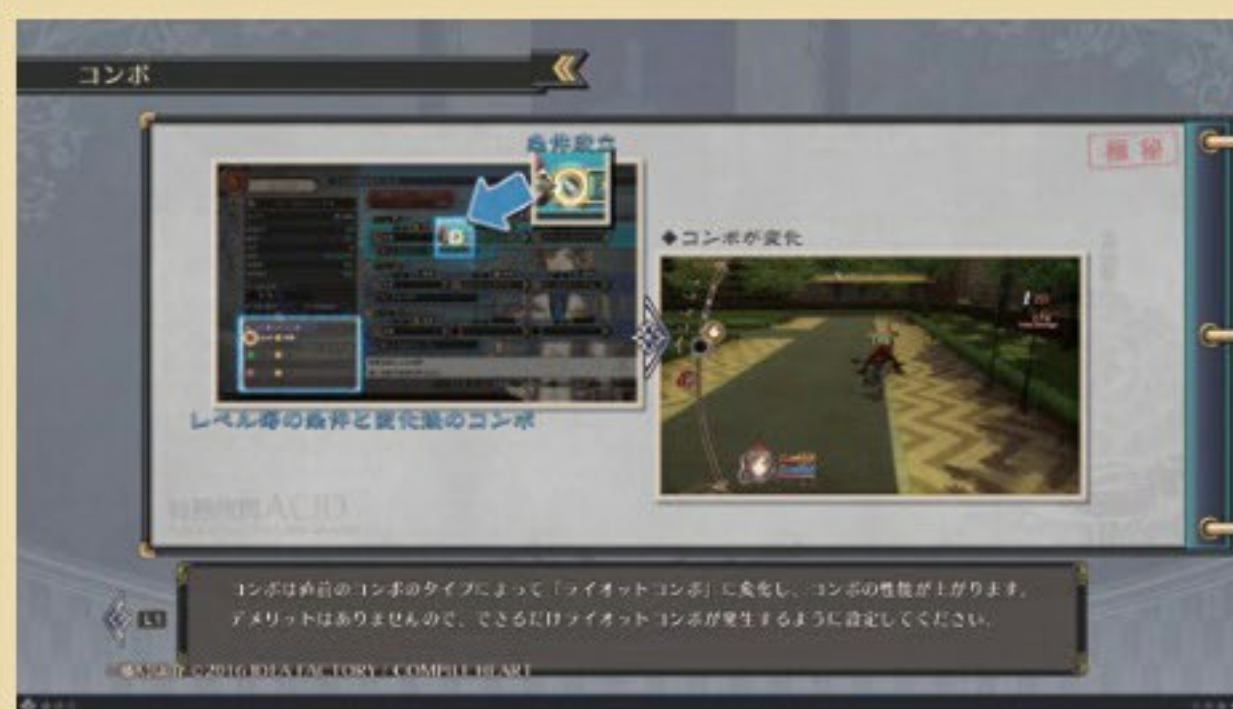 コンボ
条件成立
極秘
◆コンボが変化
レベル毎の条件と変化後のコンボ
ACID
コンボは直前のコンボのタイプによって「ライオットコンボ」に変化し、コンボの性能が上がります。
デメリットはありませんので、できるだけライオットコンボが発生するように設定してください。
L1
©2016 IDEA FACTORY / COMPILE HEART